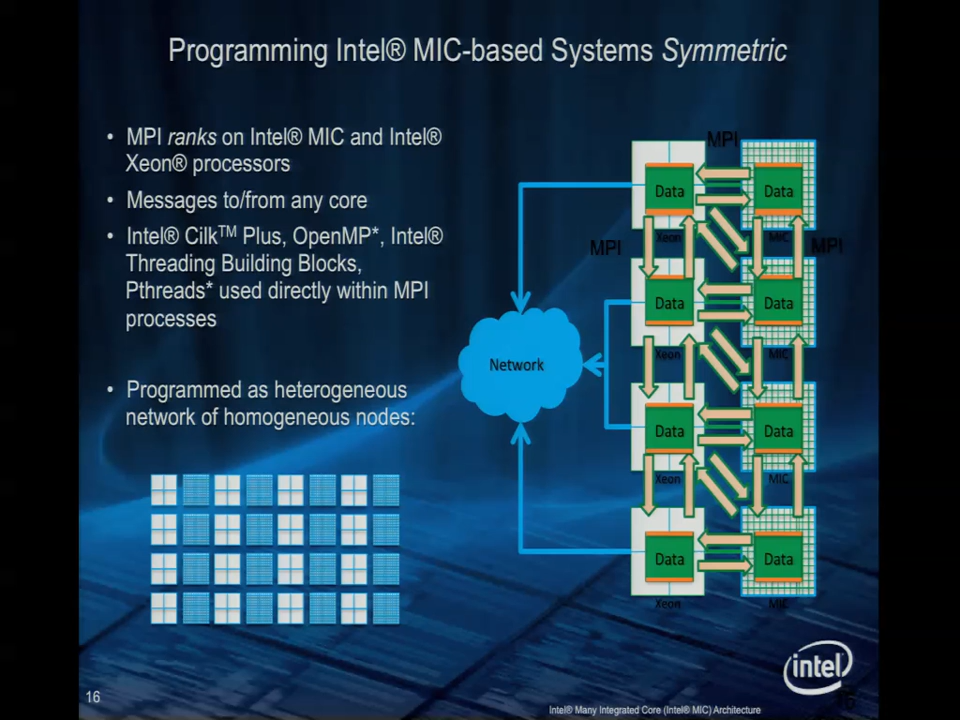 Programming Intel® MIC-based Systems Symmetric
• MPI ranks on Intel® MIC and Intel®
Xeon® processors
• Messages to/from any core
• Intel® Cilk™ Plus, OpenMP*, Intel®
Threading Building Blocks,
Pthreads* used directly within MPI
processes
• Programmed as heterogeneous
network of homogeneous nodes:
MPI
Data Data
Xeon MIC
MPI MPI
Data Data
Xeon MIC
Network
Data Data
Xeon MIC
Data Data
Xeon MIC
intel
16
16
Intel® Many Integrated Core (Intel® MIC) Architecture